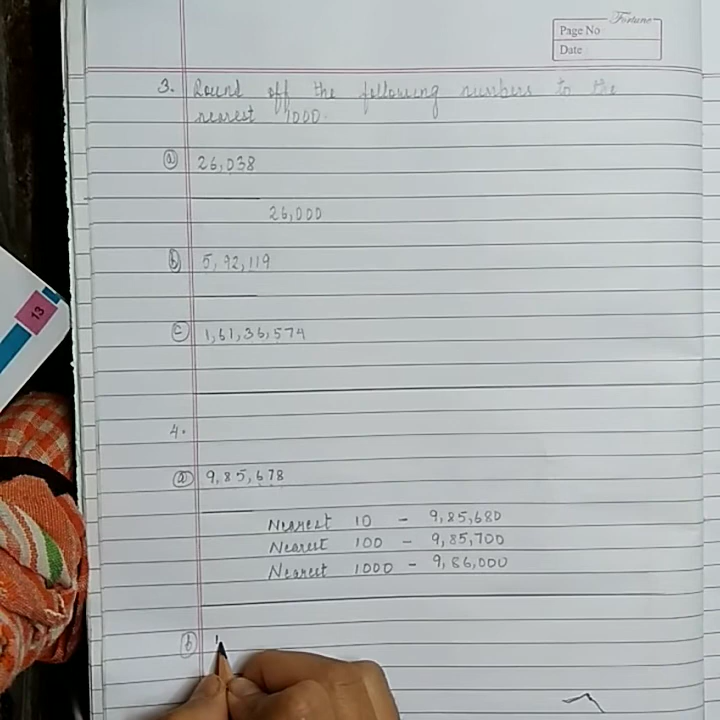 Fortune
Page No
Date
3. Round off the following numbers to the
nearest 1000.
(a) 26,038
26,000
(b) 5,92,119
(c) 1,61,36,574
4.
(a) 9,85,678
Nearest 10 - 9,85,680
Nearest 100 - 9,85,700
Nearest 1000 - 9,86,000
(b)
13